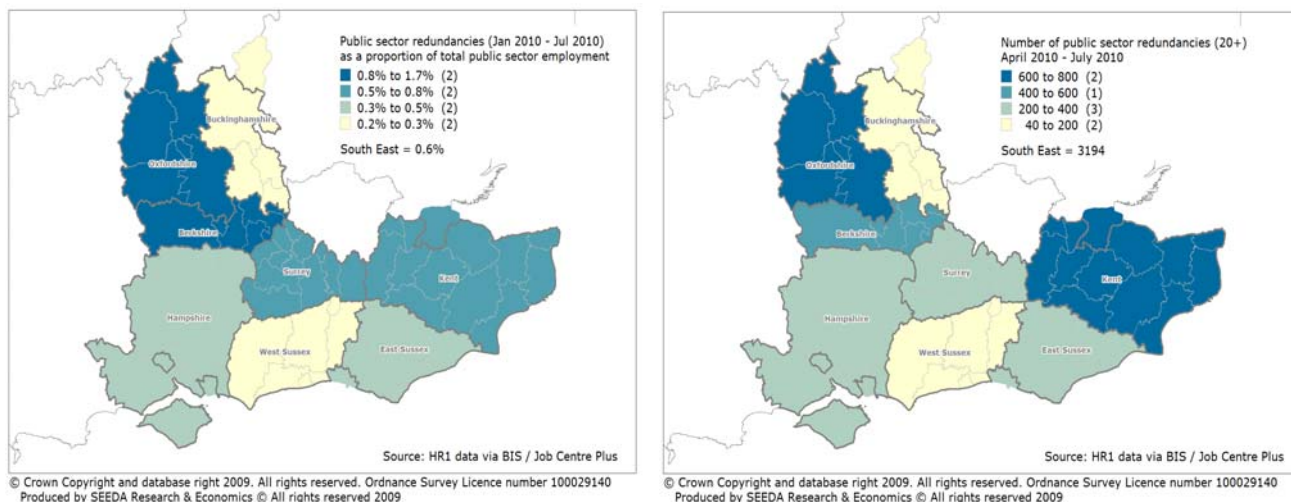 Public sector redundancies (Jan 2010 - Jul 2010)
as a proportion of total public sector employment
0.8% to 1.7% (2)
0.5% to 0.8% (2)
0.3% to 0.5% (2)
0.2% to 0.3% (2)
South East = 0.6%
Buckinghamshire
Oxfordshire
Berkshire
Surrey
Kent
Hampshire
West Sussex
East Sussex
Source: HR1 data via BIS / Job Centre Plus
© Crown Copyright and database right 2009. All rights reserved. Ordnance Survey Licence number 100029140
Produced by SEEDA Research & Economics © All rights reserved 2009
Number of public sector redundancies (20+)
April 2010 - July 2010
600 to 800 (2)
400 to 600 (1)
200 to 400 (3)
40 to 200 (2)
South East = 3194
Buckinghamshire
Oxfordshire
Berkshire
Surrey
Kent
Hampshire
West Sussex
East Sussex
Source: HR1 data via BIS / Job Centre Plus
© Crown Copyright and database right 2009. All rights reserved. Ordnance Survey Licence number 100029140
Produced by SEEDA Research & Economics © All rights reserved 2009